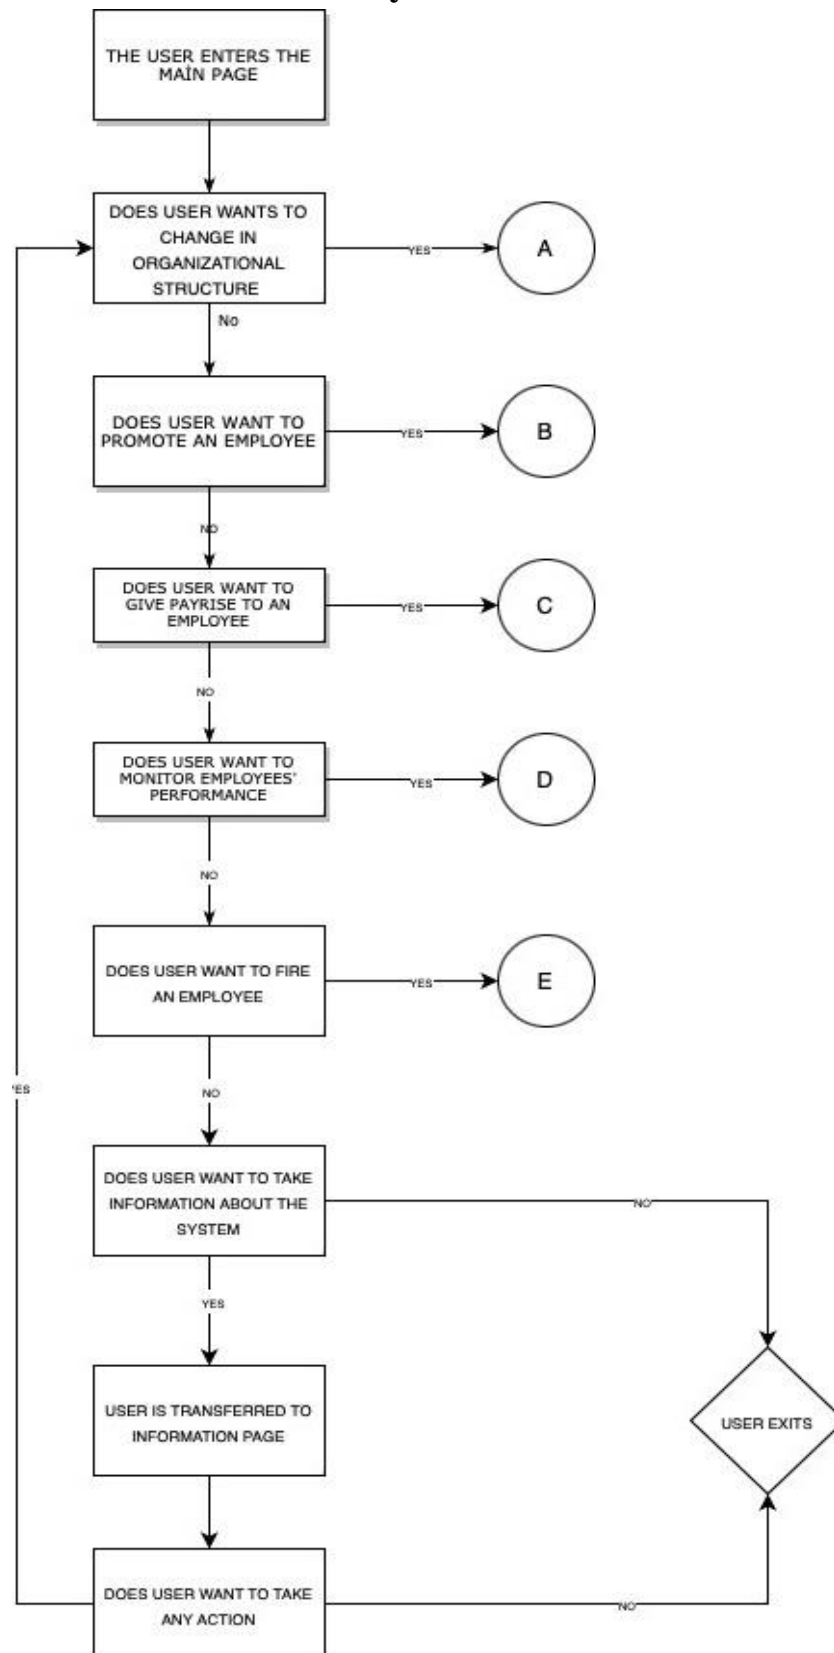 THE USER ENTERS THE
MAİN PAGE
DOES USER WANTS TO
CHANGE IN
ORGANIZATIONAL
STRUCTURE
YES
A
No
DOES USER WANT TO
PROMOTE AN EMPLOYEE
YES
B
NO
DOES USER WANT TO
GIVE PAYRISE TO AN
EMPLOYEE
YES
C
NO
DOES USER WANT TO
MONITOR EMPLOYEES'
PERFORMANCE
YES
D
NO
DOES USER WANT TO FIRE
AN EMPLOYEE
YES
E
NO
YES
DOES USER WANT TO TAKE
INFORMATION ABOUT THE
SYSTEM
NO
YES
USER IS TRANSFERRED TO
INFORMATION PAGE
USER EXITS
DOES USER WANT TO TAKE
ANY ACTION
NO